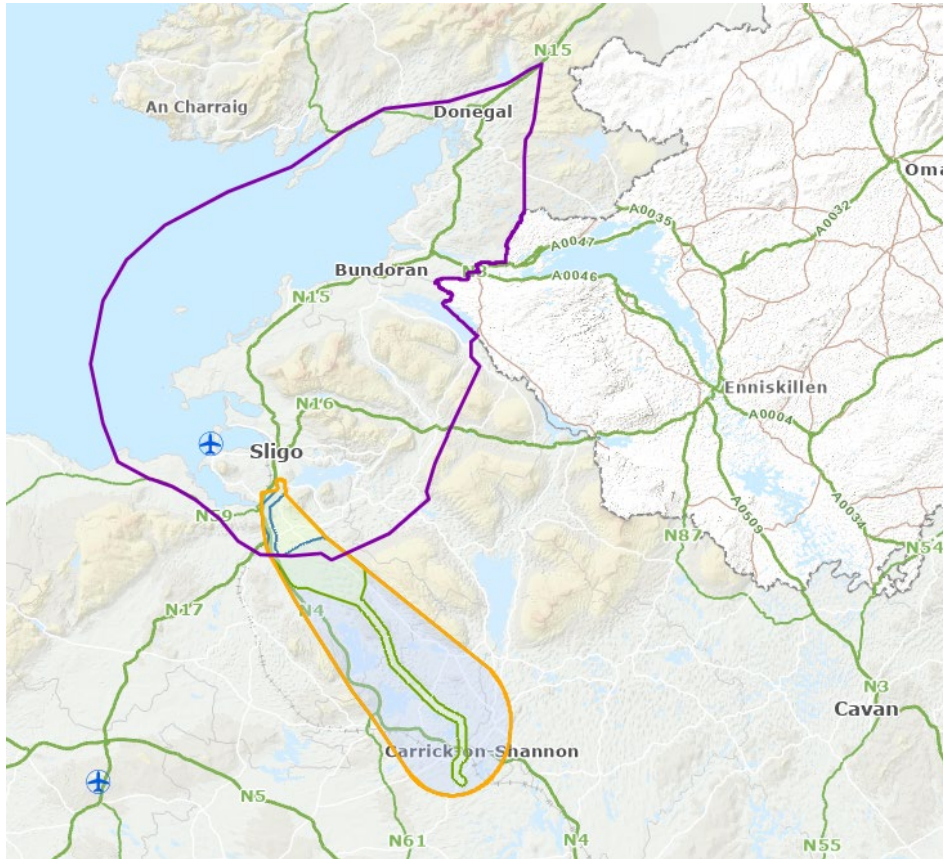 N15
An Charraig
Donegal
Oma
A0032
A0035
A0047
Bundoran
N3
A0046
N15
Enniskillen
N16
A0004
Sligo
N59
A0509
A0034
N87
N54
N17
N4
N3
Cavan
Carrick-on-Shannon
N5
N61
N4
N55